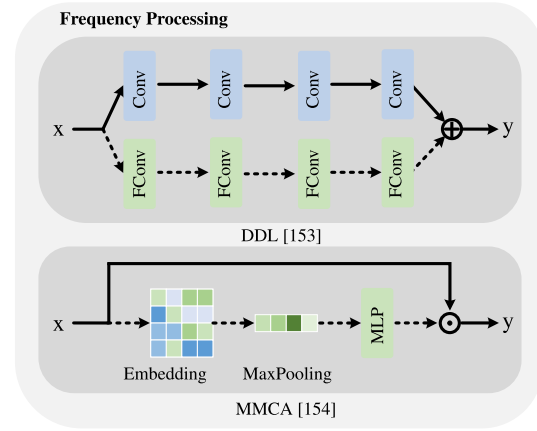 Frequency Processing
x
Conv
Conv
Conv
Conv
FConv
FConv
FConv
FConv
y
DDL [153]
x
Embedding
MaxPooling
MLP
y
MMCA [154]